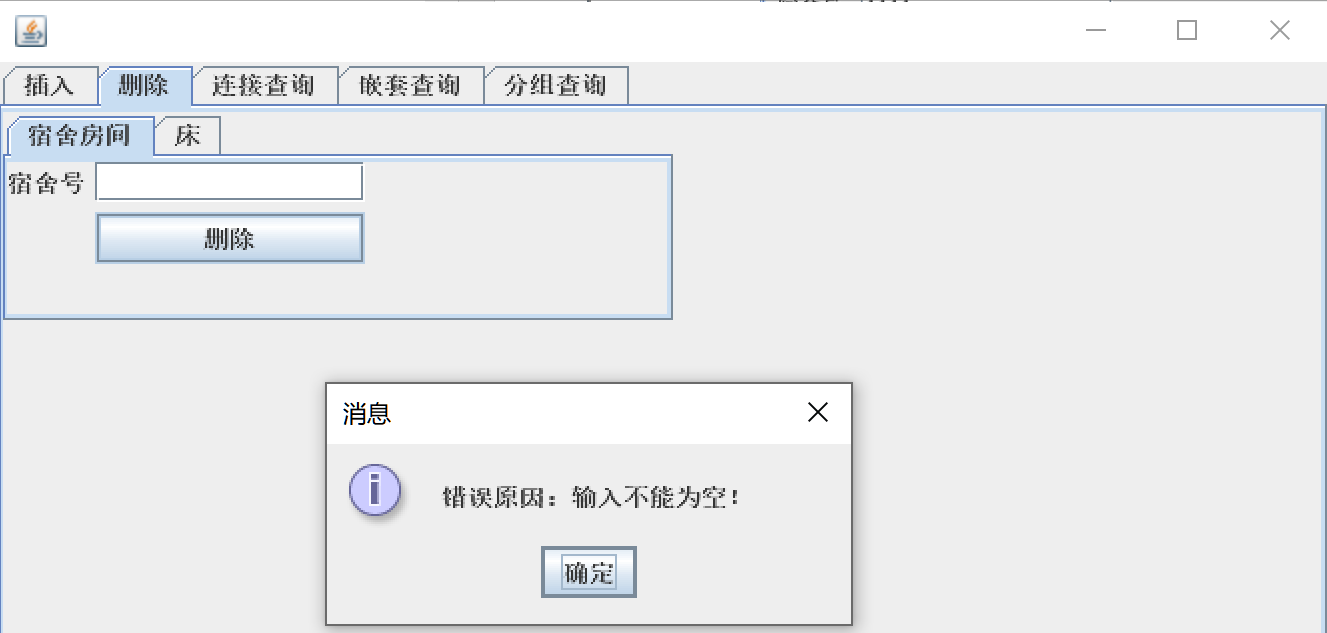 插入 删除 连接查询 嵌套查询 分组查询
宿舍房间 床
宿舍号
删除
消息
错误原因：输入不能为空！
确定